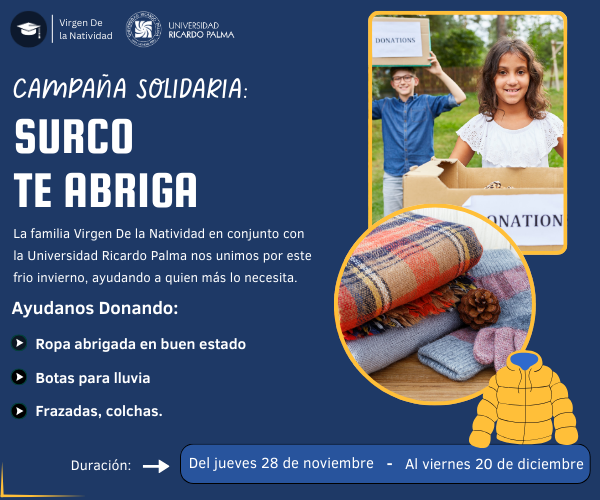 Virgen De
la Natividad
UNIVERSIDAD
RICARDO PALMA
CAMPAÑA SOLIDARIA:
SURCO
TE ABRIGA
La familia Virgen De la Natividad en conjunto con
la Universidad Ricardo Palma nos unimos por este
frio invierno, ayudando a quien más lo necesita.
Ayudanos Donando:
Ropa abrigada en buen estado
Botas para lluvia
Frazadas, colchas.
DONATIONS
ONATION
Duración:
Del jueves 28 de noviembre - Al viernes 20 de diciembre